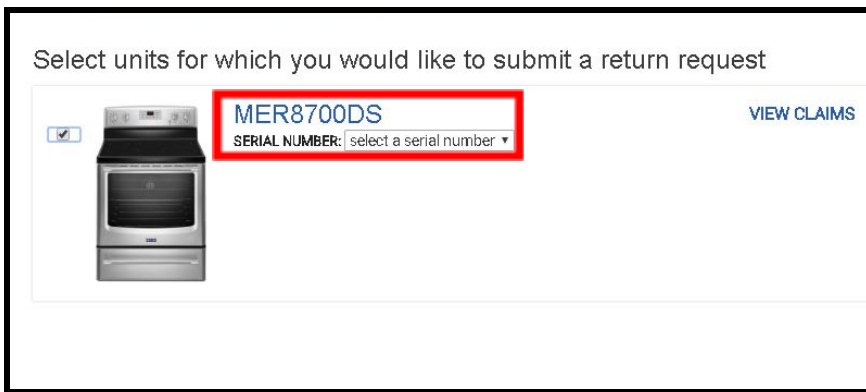 Select units for which you would like to submit a return request
MER8700DS
VIEW CLAIMS
SERIAL NUMBER: select a serial number